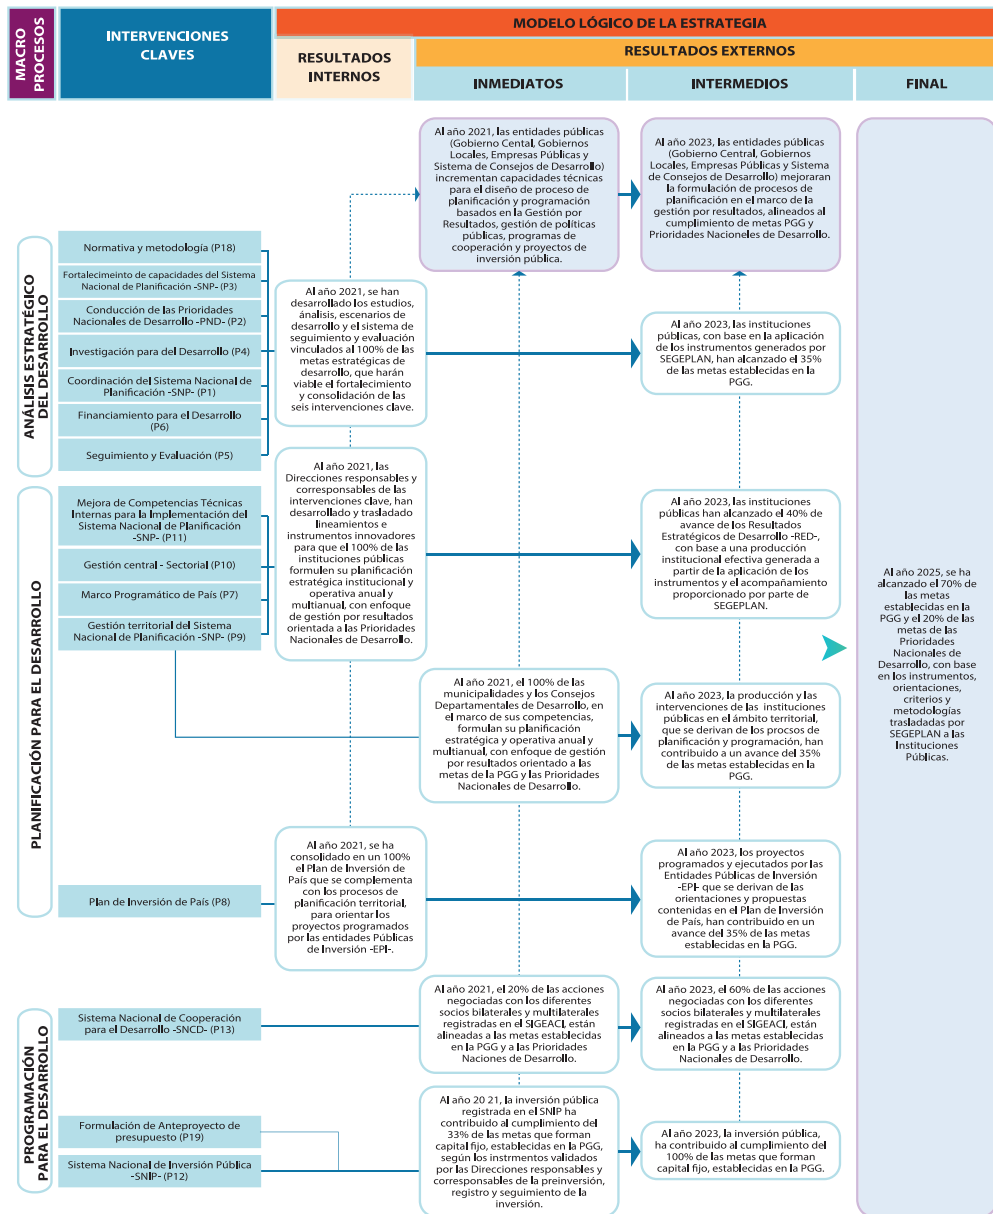 MACRO
PROCESOS
INTERVENCIONES
CLAVES
MODELO LÓGICO DE LA ESTRATEGIA
RESULTADOS
INTERNOS
RESULTADOS EXTERNOS
INMEDIATOS
INTERMEDIOS
FINAL
Al año 2021, las entidades públicas
(Gobierno Cental, Gobiernos
Locales, Empresas Públicas y
Sistema de Consejos de Desarrollo)
incrementan capacidades técnicas
para el diseño de proceso de
planificación y programación
basados en la Gestión por
Resultados, gestión de políticas
públicas, programas de
cooperación y proyectos de
inversión pública.
Al año 2023, las entidades públicas
(Gobierno Central, Gobiernos
Locales, Empresas Públicas y Sistema
de Consejos de Desarrollo) mejoraran
la formulación de procesos de
planificación en el marco de la
gestión por resultados, alineados al
cumplimiento de metas PGG y
Prioridades Nacioneles de Desarrollo.
ANÁLISIS ESTRATÉGICO
DEL DESARROLLO
Normativa y metodología (P18)
Fortalecimeinto de capacidades del Sistema
Nacional de Planificación -SNP- (P3)
Conducción de las Prioridades
Nacionales de Desarrollo -PND- (P2)
Investigación para del Desarrollo (P4)
Coordinación del Sistema Nacional de
Planificación -SNP- (P1)
Financiamiento para el Desarrollo
(P6)
Seguimiento y Evaluación (P5)
Al año 2021, se han
desarrollado los estudios,
ánalisis, escenarios de
desarrollo y el sistema de
seguimiento y evaluación
vinculados al 100% de las
metas estratégicas de
desarrollo, que harán
viable el fortalecimiento
y consolidación de las
seis intervenciones clave.
Al año 2023, las instituciones
públicas, con base en la aplicación
de los instrumentos generados por
SEGEPLAN, han alcanzado el 35%
de las metas establecidas en la
PGG.
PLANIFICACIÓN PARA EL DESARROLLO
Mejora de Competencias Técnicas
Internas para la Implementación del
Sistema Nacional de Planificación
-SNP- (P11)
Gestión central - Sectorial (P10)
Marco Programático de País (P7)
Gestión territorial del Sistema
Nacional de Planificación -SNP- (P9)
Al año 2021, las
Direcciones responsables y
corresponsables de las
intervenciones clave, han
desarrollado y trasladado
lineamientos e
instrumentos innovadores
para que el 100% de las
instituciones públicas
formulen su planificación
estratégica institucional y
operativa anual y
multianual, con enfoque
de gestión por resultados
orientada a las Prioridades
Nacionales de Desarrollo.
Al año 2023, las instituciones
públicas han alcanzado el 40% de
avance de los Resultados
Estratégicos de Desarrollo -RED-,
con base a una producción
institucional efectiva generada a
partir de la aplicación de los
instrumentos y el acompañamiento
proporcionado por parte de
SEGEPLAN.
Al año 2025, se ha
alcanzado el 70% de
las metas
establecidas en la
PGG y el 20% de las
metas de las
Prioridades
Nacionales de
Desarrollo, con base
en los instrumentos,
orientaciones,
criterios y
metodologías
trasladadas por
SEGEPLAN a las
Instituciones
Públicas.
Al año 2021, el 100% de las
municipalidades y los Consejos
Departamentales de Desarrollo, en
el marco de sus competencias,
formulan su planificación
estratégica y operativa anual y
multianual, con enfoque de gestión
por resultados orientado a las
metas de la PGG y las Prioridades
Nacionales de Desarrollo.
Al año 2023, la producción y las
intervenciones de las instituciones
públicas en el ámbito territorial,
que se derivan de los procsos de
planificación y programación, han
contribuido a un avance del 35%
de las metas establecidas en la
PGG.
Plan de Inversión de País (P8)
Al año 2021, se ha
consolidado en un 100%
el Plan de Inversión de
País que se complementa
con los procesos de
planificación territorial,
para orientar los
proyectos programados
por las entidades Públicas
de Inversión -EPI-.
Al año 2023, los proyectos
programados y ejecutados por las
Entidades Públicas de Inversión
-EPI- que se derivan de las
orientaciones y propuestas
contenidas en el Plan de Inversión
de País, han contribuido en un
avance del 35% de las metas
establecidas en la PGG.
PROGRAMACIÓN
PARA EL DESARROLLO
Sistema Nacional de Cooperación
para el Desarrollo -SNCD- (P13)
Al año 2021, el 20% de las acciones
negociadas con los diferentes
socios bilaterales y multilaterales
registradas en el SIGEACI, están
alineadas a las metas establecidas
en la PGG y a las Prioridades
Naciones de Desarrollo.
Al año 2023, el 60% de las acciones
negociadas con los diferentes
socios bilaterales y multilaterales
registradas en el SIGEACI, están
alineados a las metas establecidas
en la PGG y a las Prioridades
Nacionales de Desarrollo.
Formulación de Anteproyecto de
presupuesto (P19)
Sistema Nacional de Inversión Pública
-SNIP- (P12)
Al año 20 21, la inversión pública
registrada en el SNIP ha
contribuido al cumplimiento del
33% de las metas que forman
capital fijo, establecidas en la PGG,
según los instrmentos validados
por las Direcciones responsables y
corresponsables de la preinversión,
registro y seguimiento de la
inversión.
Al año 2023, la inversión pública,
ha contribuido al cumplimiento del
100% de las metas que forman
capital fijo, establecidas en la PGG.